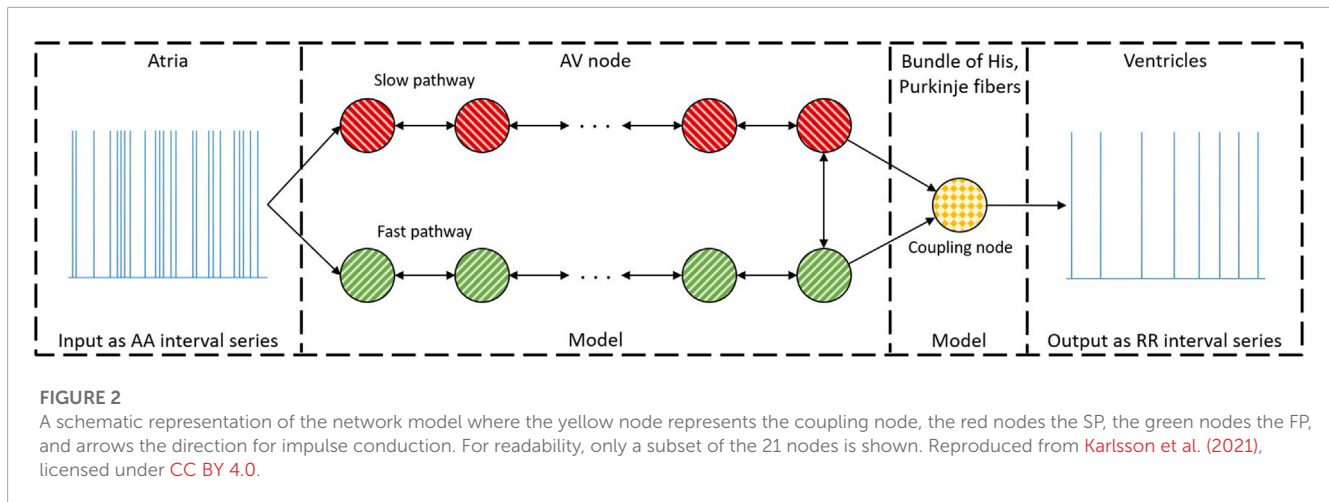 Atria
AV node
Bundle of His,
Purkinje fibers
Ventricles
Slow pathway
Fast pathway
Coupling node
Input as AA interval series
Model
Model
Output as RR interval series
FIGURE 2
A schematic representation of the network model where the yellow node represents the coupling node, the red nodes the SP, the green nodes the FP,
and arrows the direction for impulse conduction. For readability, only a subset of the 21 nodes is shown. Reproduced from Karlsson et al. (2021),
licensed under CC BY 4.0.